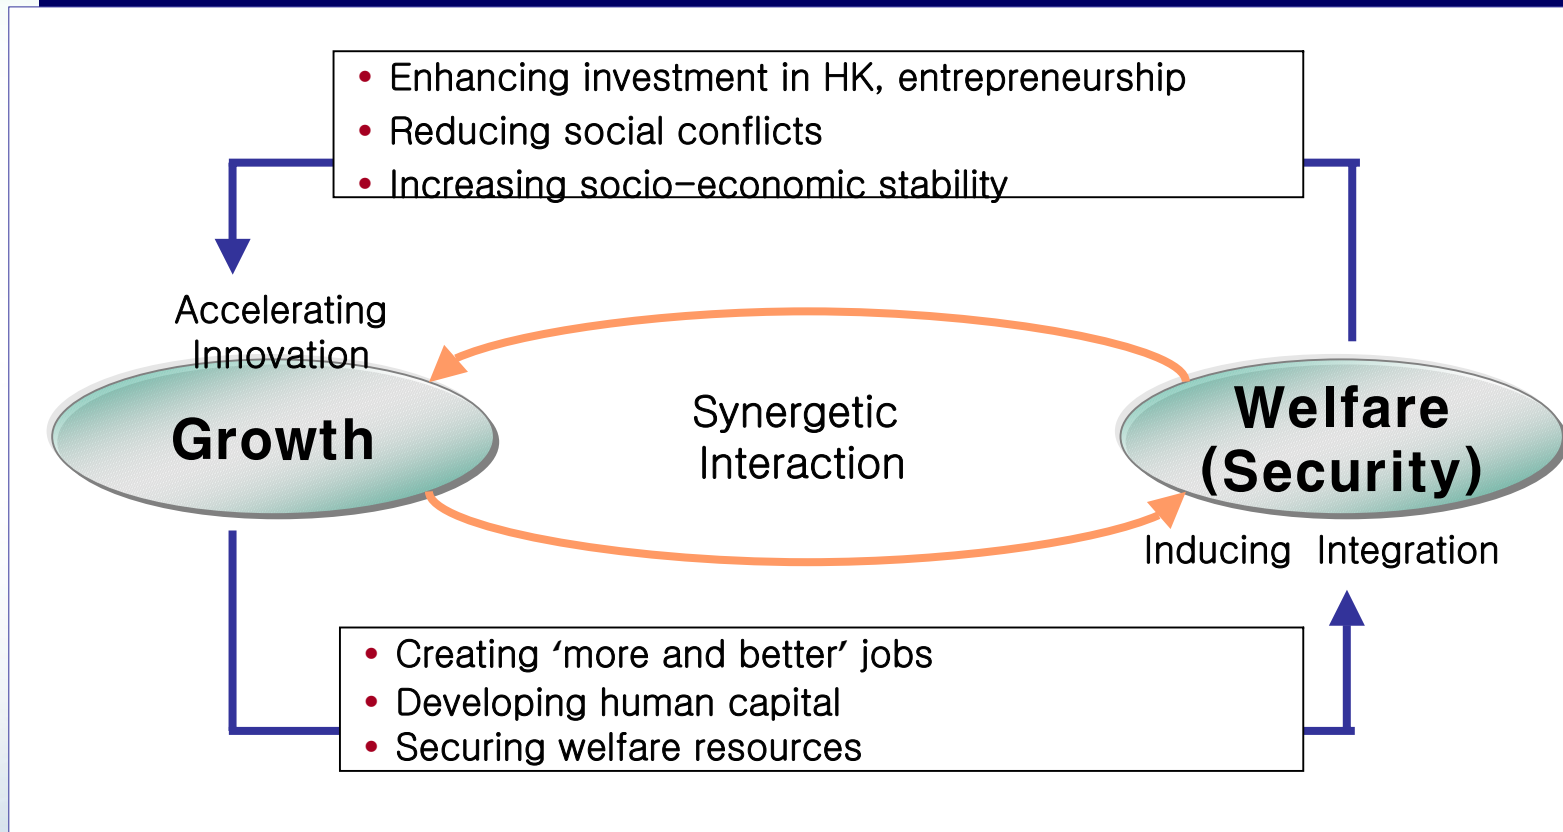 • Enhancing investment in HK, entrepreneurship
• Reducing social conflicts
• Increasing socio-economic stability
Accelerating
Innovation
Growth
Synergetic
Interaction
Welfare
(Security)
Inducing Integration
• Creating ‘more and better’ jobs
• Developing human capital
• Securing welfare resources